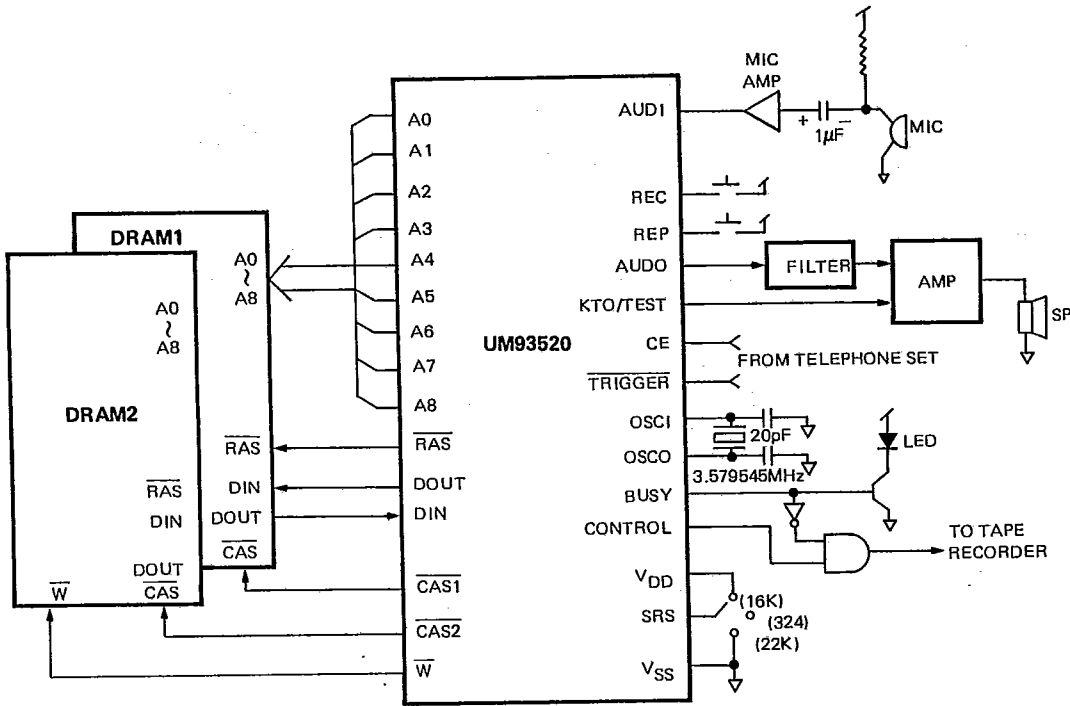 MIC
AMP
+ 1μF −
MIC
DRAM1
A0
~
A8
RAS
DIN
DOUT
CAS
DRAM2
A0
~
A8
RAS
DIN
DOUT
CAS
W
A0
A1
A2
A3
A4
A5
A6
A7
A8
RAS
DOUT
DIN
CAS1
CAS2
W
UM93520
AUDI
REC
REP
AUDO
KTO/TEST
CE
TRIGGER
OSCI
OSCO
BUSY
CONTROL
VDD
SRS
VSS
FILTER
AMP
SP
FROM TELEPHONE SET
20pF
3.579545MHz
LED
TO TAPE
RECORDER
(16K)
(324)
(22K)